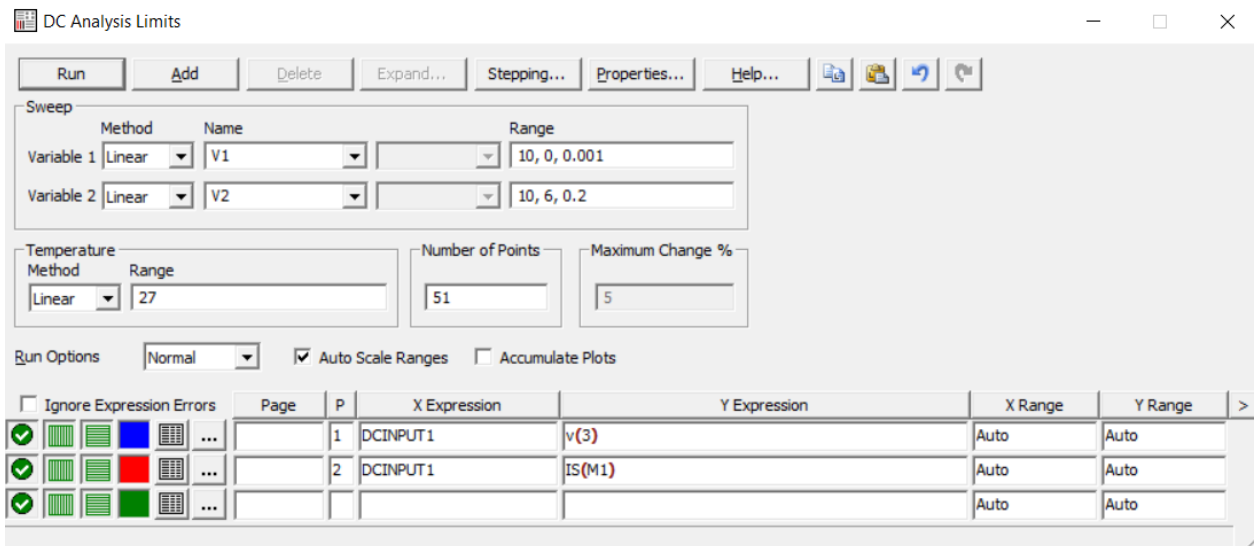 DC Analysis Limits
Run Add Delete Expand... Stepping... Properties... Help...
Sweep
Method Name Range
Variable 1 Linear V1 10, 0, 0.001
Variable 2 Linear V2 10, 6, 0.2
Temperature Number of Points Maximum Change %
Method Range
Linear 27 51 5
Run Options Normal Auto Scale Ranges Accumulate Plots
Ignore Expression Errors Page P X Expression Y Expression X Range Y Range >
... 1 DCINPUT1 v(3) Auto Auto
... 2 DCINPUT1 IS(M1) Auto Auto
... Auto Auto